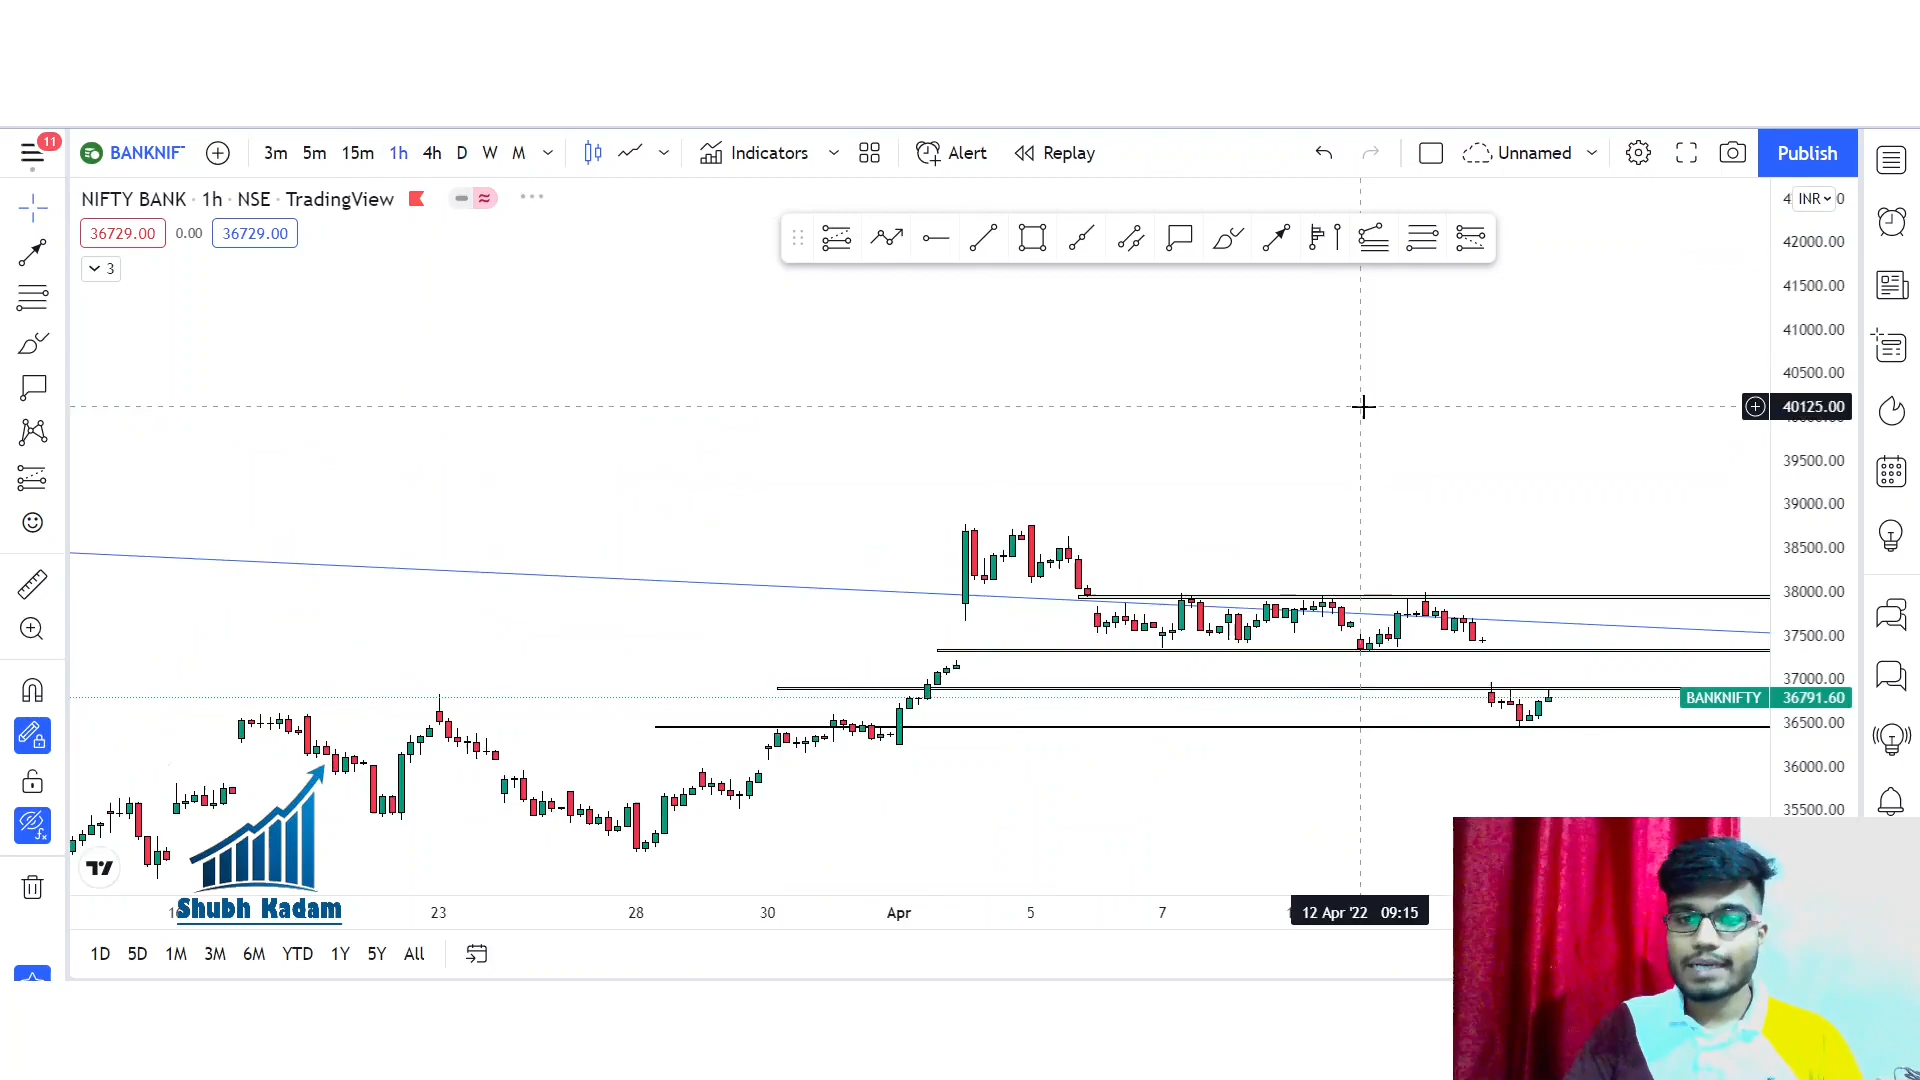 11
BANKNIF
3m 5m 15m 1h 4h D W M
Indicators
Alert
Replay
Unnamed
Publish
NIFTY BANK · 1h · NSE · TradingView
INR
36729.00 0.00 36729.00
3
42000.00
41500.00
41000.00
40500.00
40125.00
39500.00
39000.00
38500.00
38000.00
37500.00
37000.00
BANKNIFTY 36791.60
36500.00
36000.00
35500.00
Shubh Kadam
23 28 30 Apr 5 7 12 Apr '22 09:15
1D 5D 1M 3M 6M YTD 1Y 5Y All